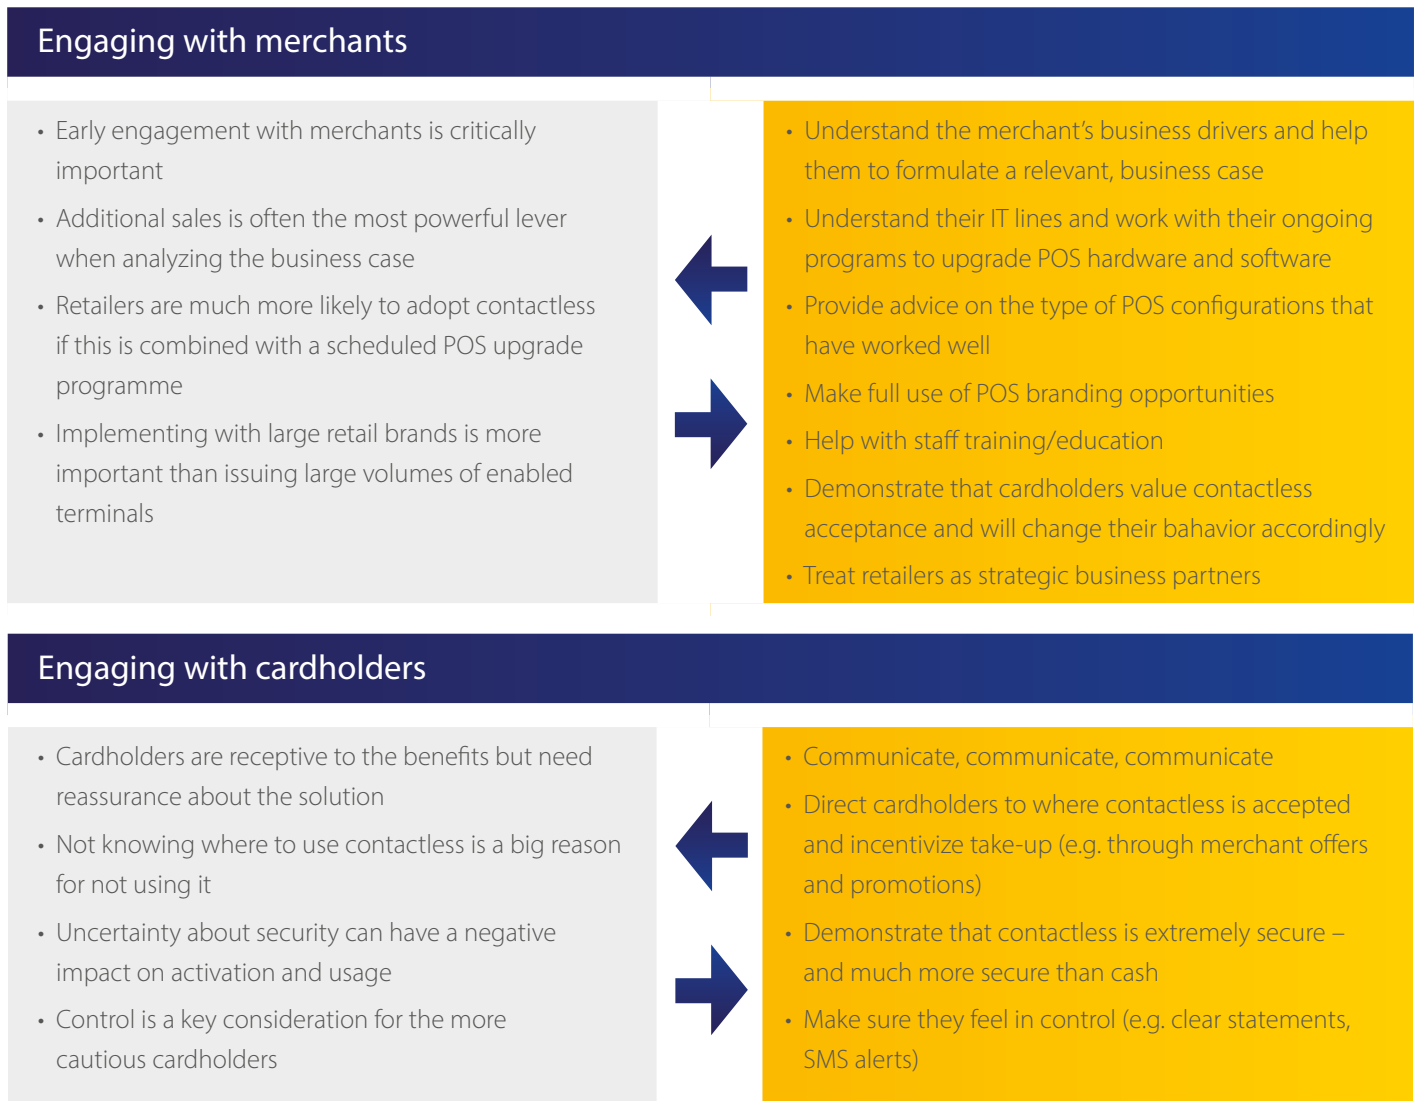 Engaging with merchants
• Early engagement with merchants is critically
important
• Additional sales is often the most powerful lever
when analyzing the business case
• Retailers are much more likely to adopt contactless
if this is combined with a scheduled POS upgrade
programme
• Implementing with large retail brands is more
important than issuing large volumes of enabled
terminals
• Understand the merchant’s business drivers and help
them to formulate a relevant, business case
• Understand their IT lines and work with their ongoing
programs to upgrade POS hardware and software
• Provide advice on the type of POS configurations that
have worked well
• Make full use of POS branding opportunities
• Help with staff training/education
• Demonstrate that cardholders value contactless
acceptance and will change their bahavior accordingly
• Treat retailers as strategic business partners
Engaging with cardholders
• Cardholders are receptive to the benefits but need
reassurance about the solution
• Not knowing where to use contactless is a big reason
for not using it
• Uncertainty about security can have a negative
impact on activation and usage
• Control is a key consideration for the more
cautious cardholders
• Communicate, communicate, communicate
• Direct cardholders to where contactless is accepted
and incentivize take-up (e.g. through merchant offers
and promotions)
• Demonstrate that contactless is extremely secure –
and much more secure than cash
• Make sure they feel in control (e.g. clear statements,
SMS alerts)